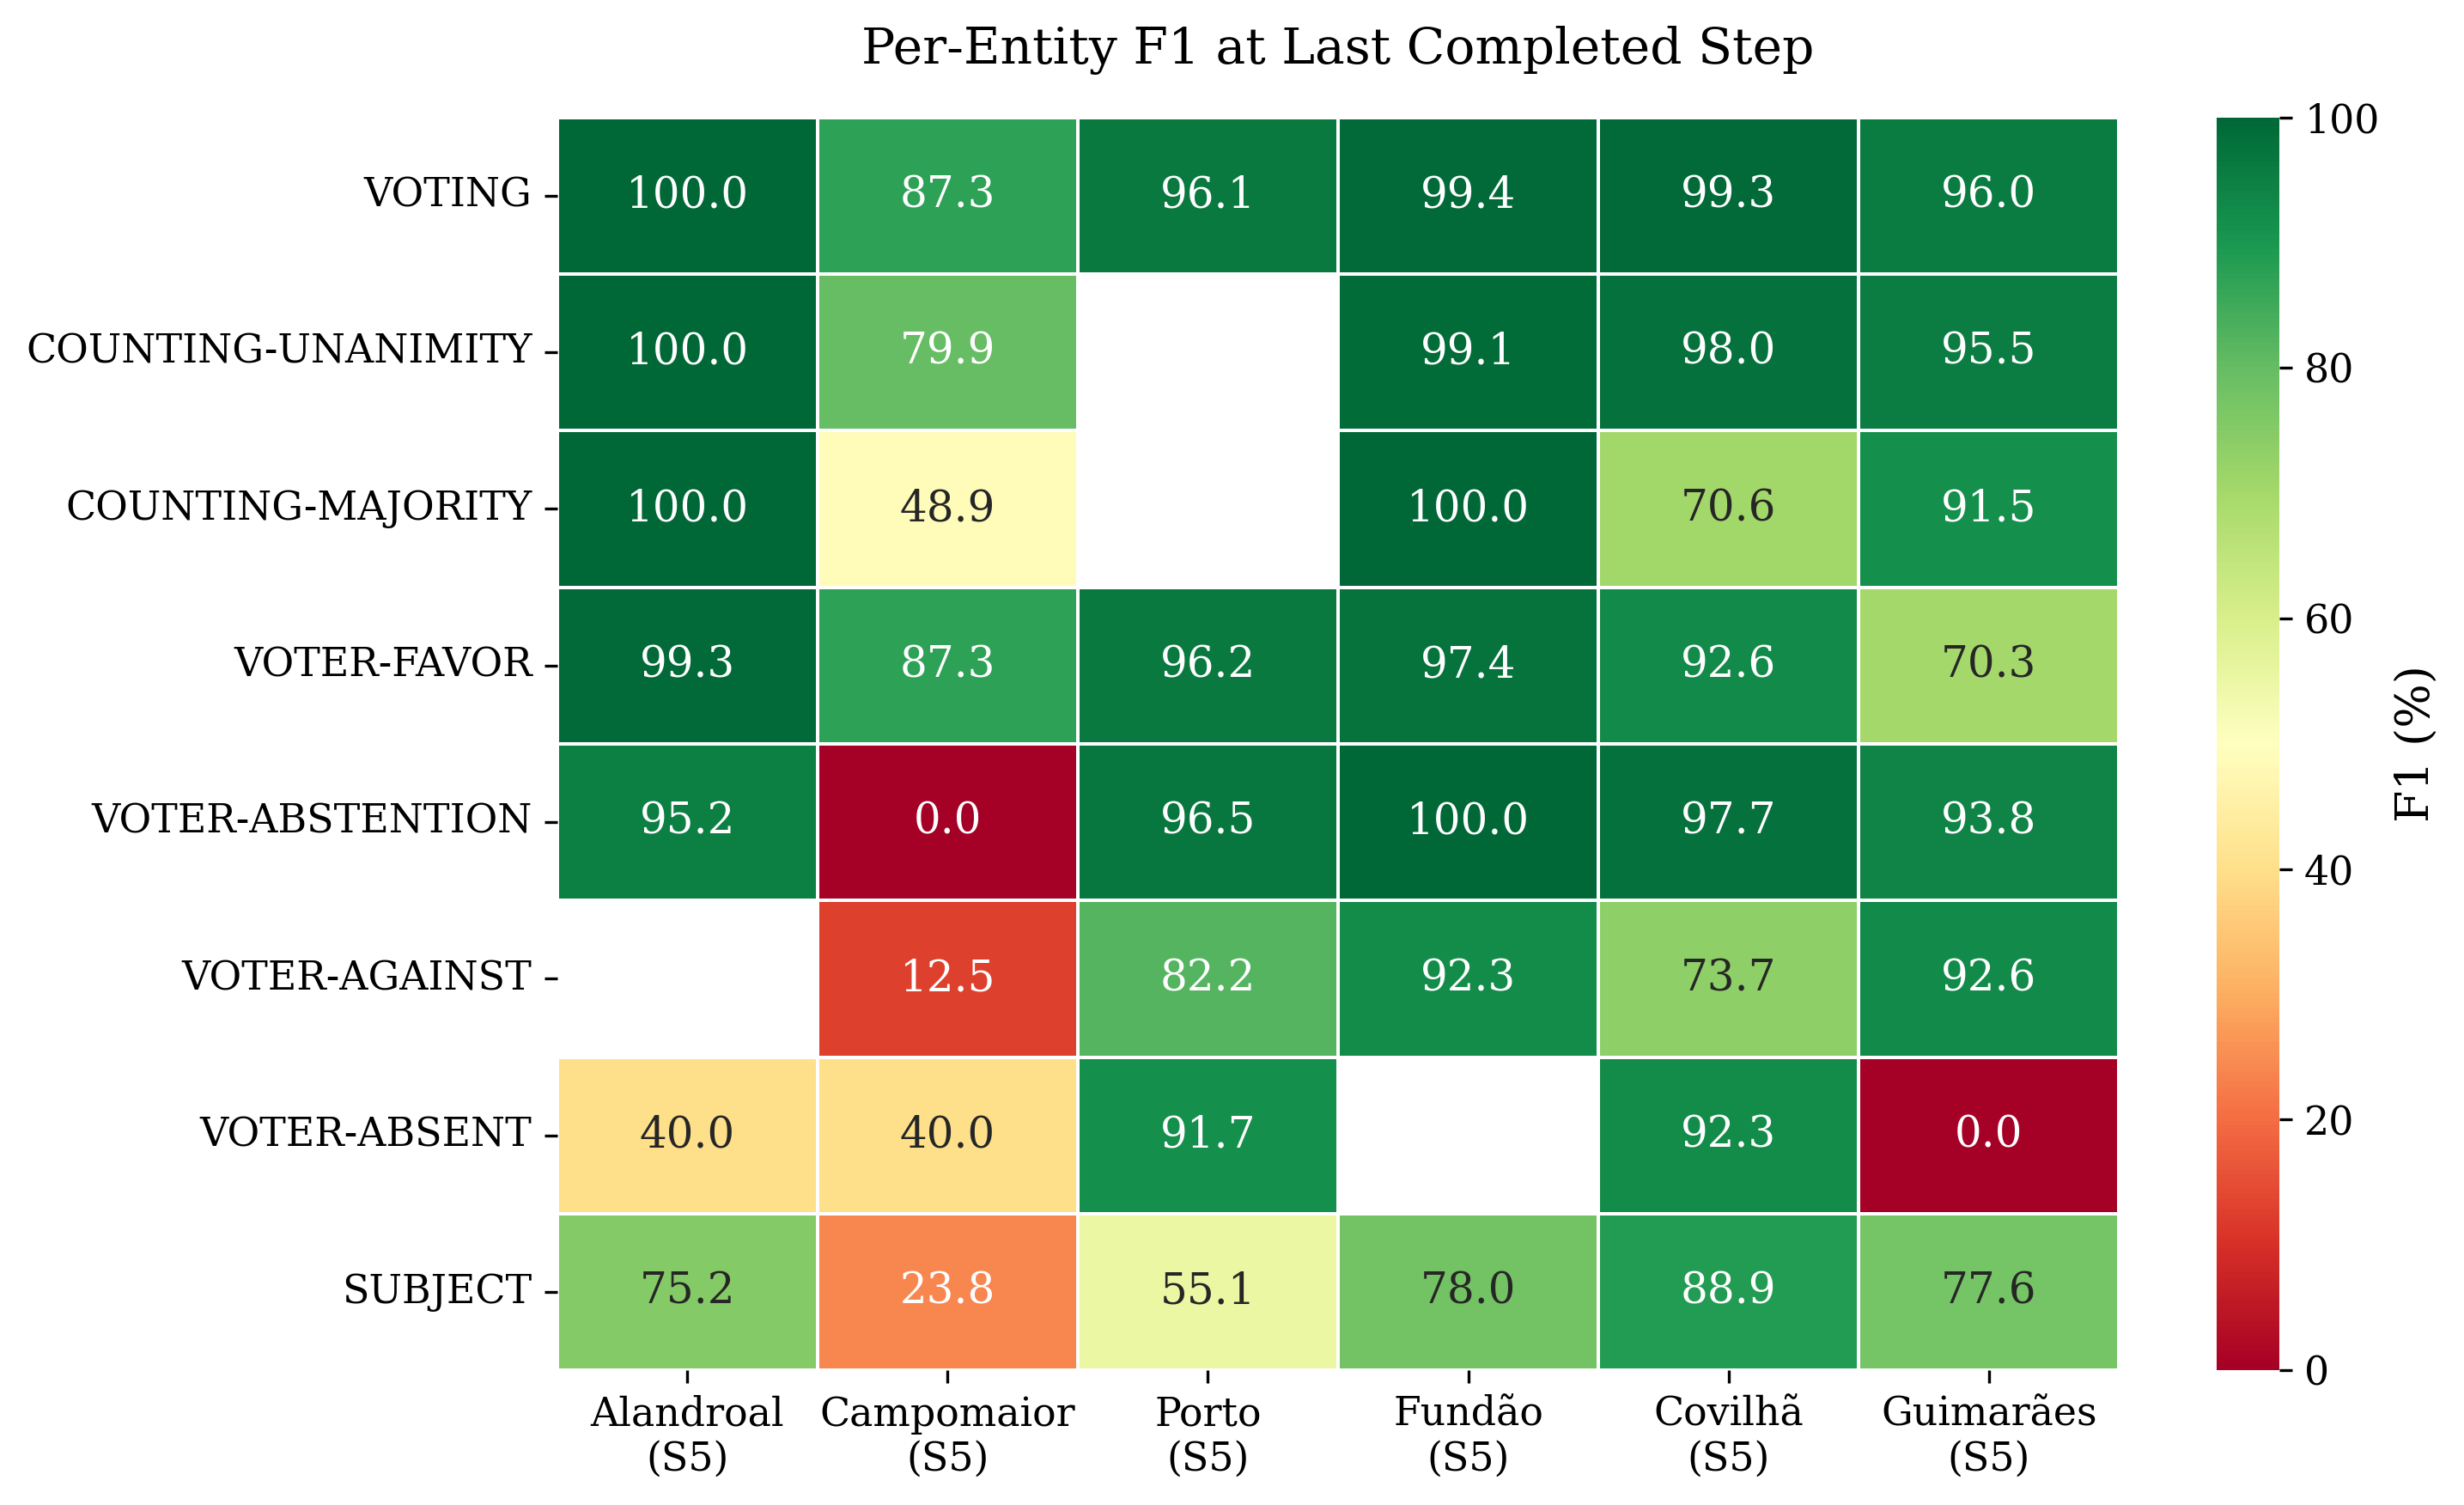 Per-Entity F1 at Last Completed Step
VOTING 100.0 87.3 96.1 99.4 99.3 96.0
COUNTING-UNANIMITY 100.0 79.9 99.1 98.0 95.5
COUNTING-MAJORITY 100.0 48.9 100.0 70.6 91.5
VOTER-FAVOR 99.3 87.3 96.2 97.4 92.6 70.3
VOTER-ABSTENTION 95.2 0.0 96.5 100.0 97.7 93.8
VOTER-AGAINST 12.5 82.2 92.3 73.7 92.6
VOTER-ABSENT 40.0 40.0 91.7 92.3 0.0
SUBJECT 75.2 23.8 55.1 78.0 88.9 77.6
Alandroal Campomaior Porto Fundão Covilhã Guimarães
(S5) (S5) (S5) (S5) (S5) (S5)
100
80
60
40
20
0
F1 (%)